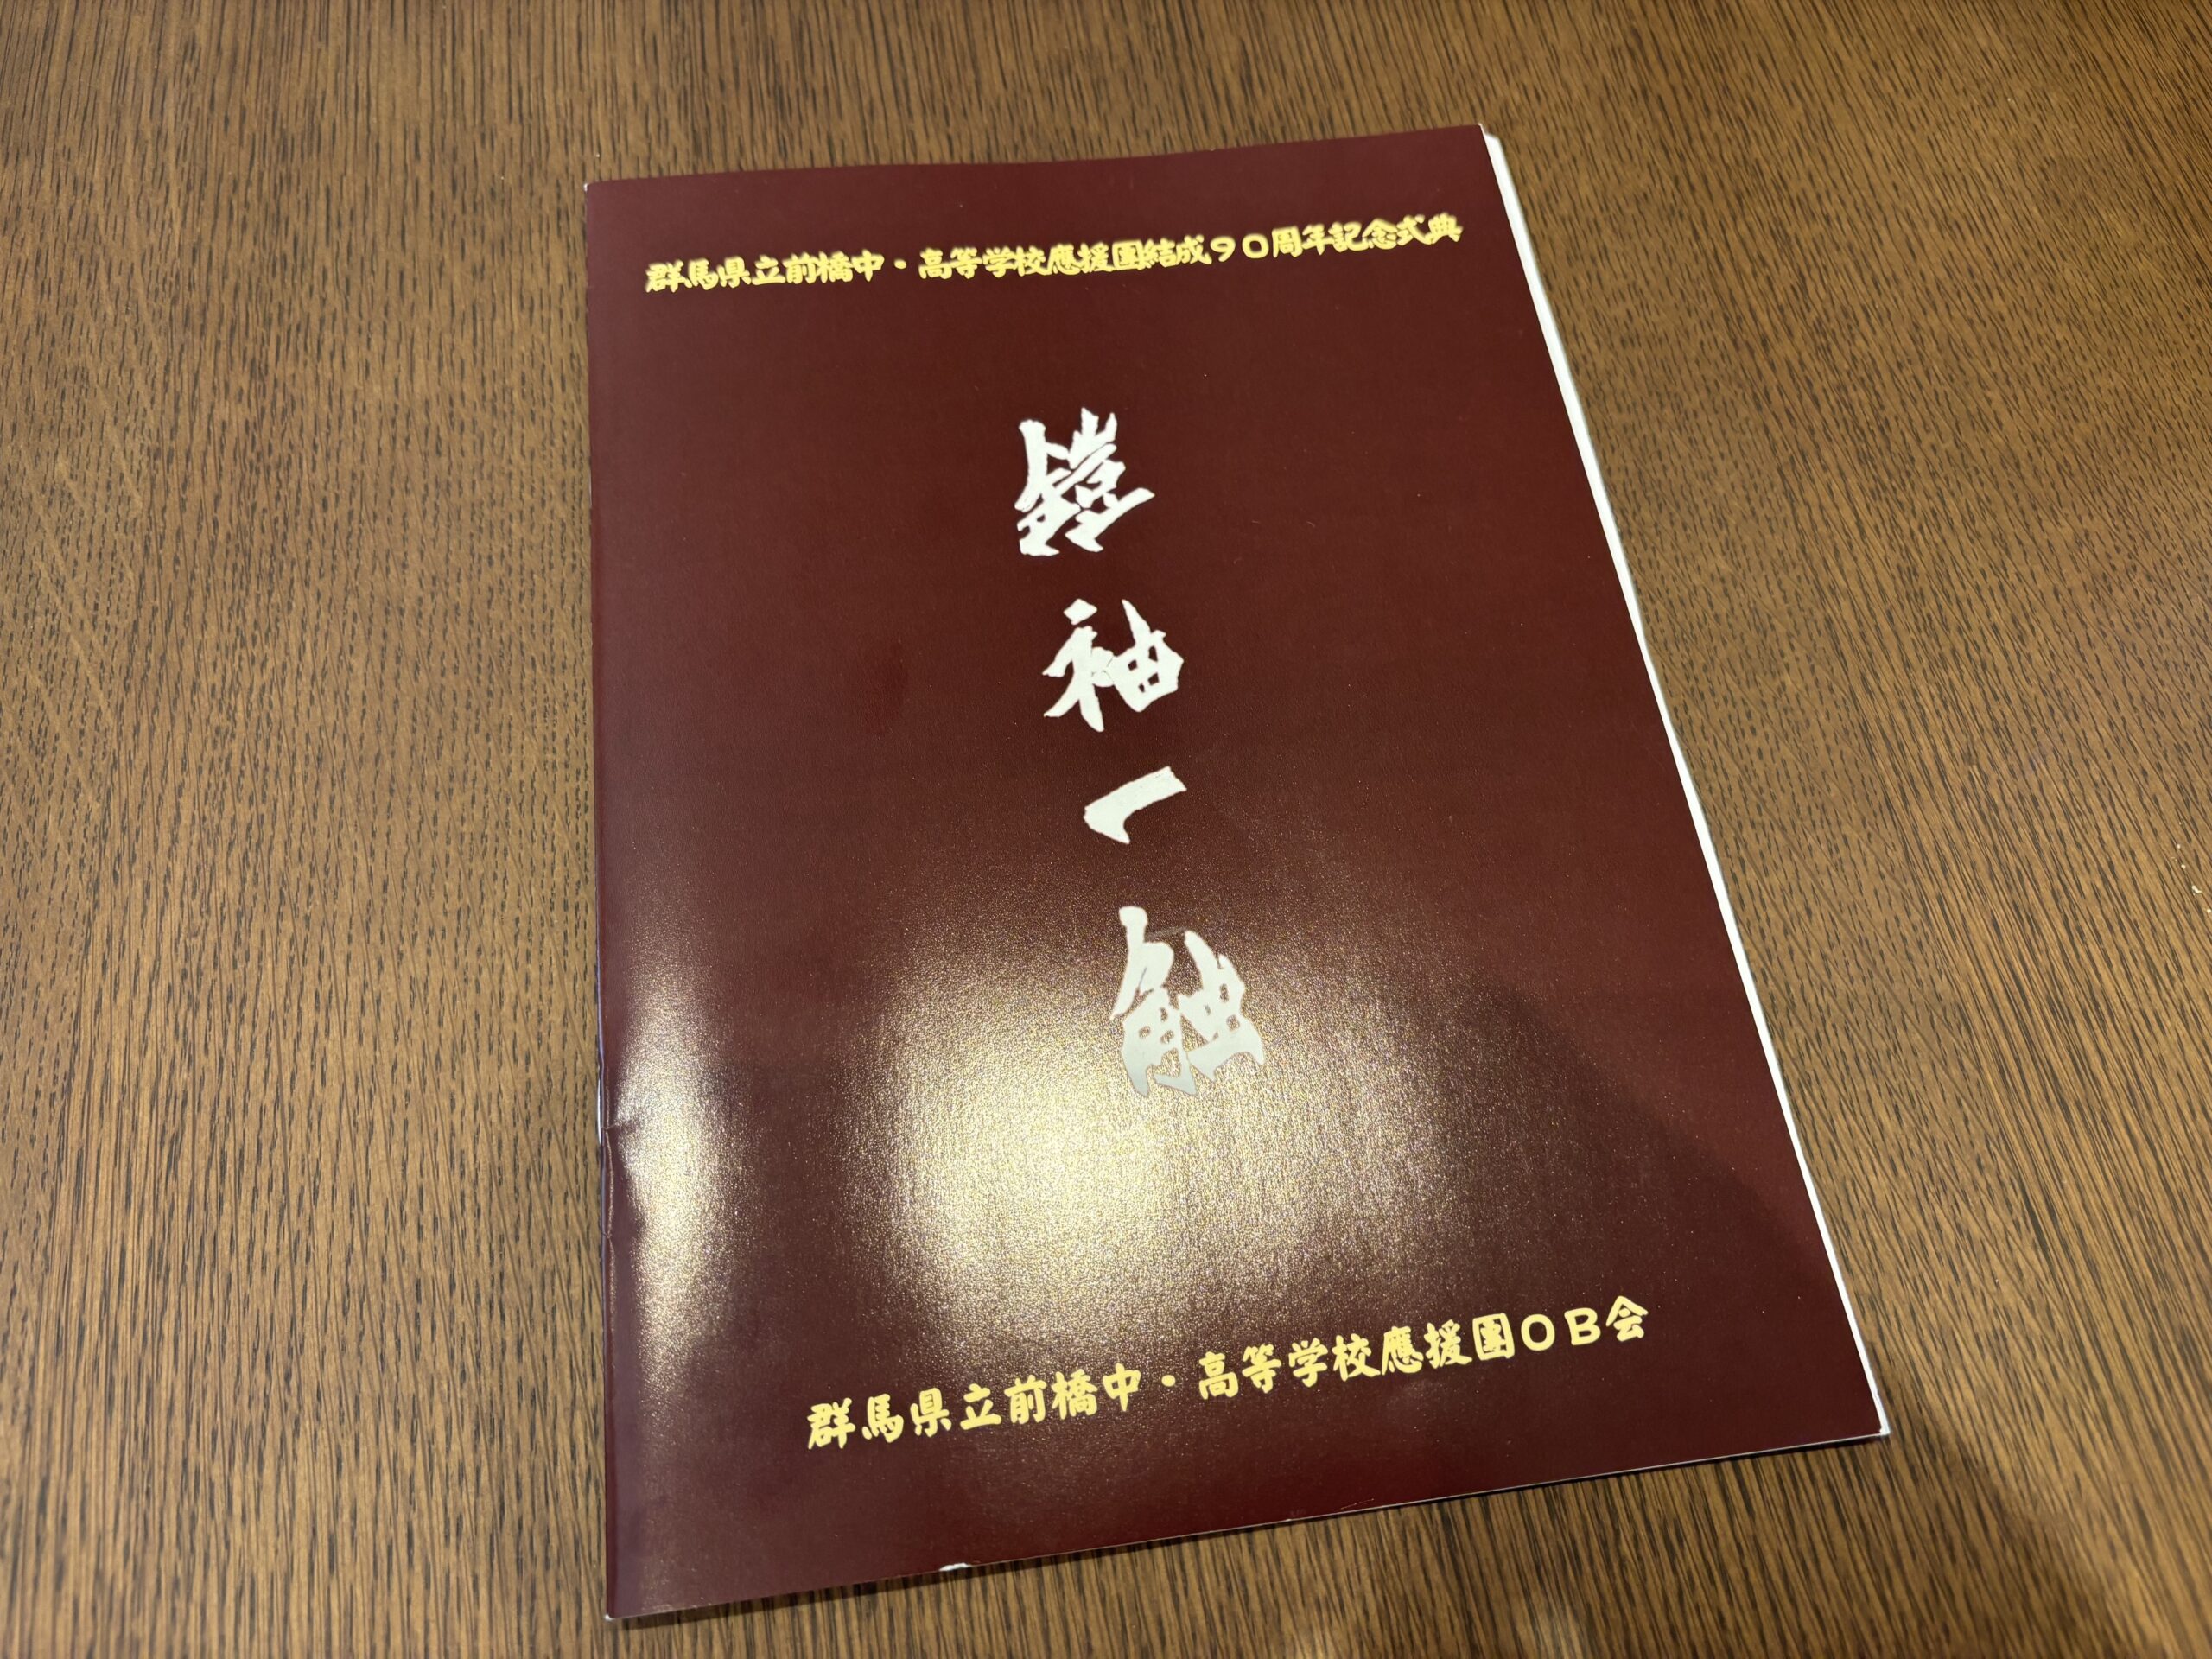 群馬県立前橋中・高等学校應援團結成90周年記念式典
鎧袖一触
群馬県立前橋中・高等学校應援團OB会